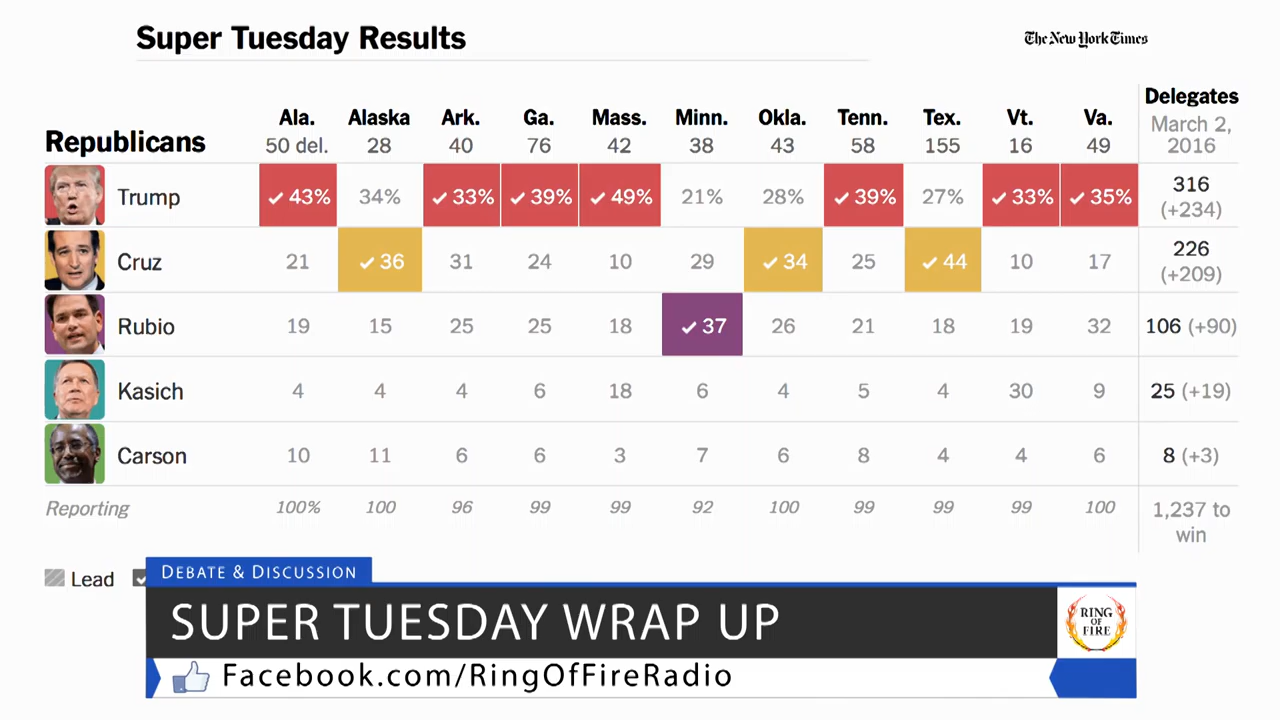 Super Tuesday Results
The New York Times
Ala. Alaska Ark. Ga. Mass. Minn. Okla. Tenn. Tex. Vt. Va. Delegates
Republicans 50 del. 28 40 76 42 38 43 58 155 16 49 March 2, 2016
Trump ✓ 43% 34% ✓ 33% ✓ 39% ✓ 49% 21% 28% ✓ 39% 27% ✓ 33% ✓ 35% 316 (+234)
Cruz 21 ✓ 36 31 24 10 29 ✓ 34 25 ✓ 44 10 17 226 (+209)
Rubio 19 15 25 25 18 ✓ 37 26 21 18 19 32 106 (+90)
Kasich 4 4 4 6 18 6 4 5 4 30 9 25 (+19)
Carson 10 11 6 6 3 7 6 8 4 4 6 8 (+3)
Reporting 100% 100 96 99 99 92 100 99 99 99 100 1,237 to win
Lead ✓
DEBATE & DISCUSSION
SUPER TUESDAY WRAP UP
RING
OF
FIRE
Facebook.com/RingOfFireRadio